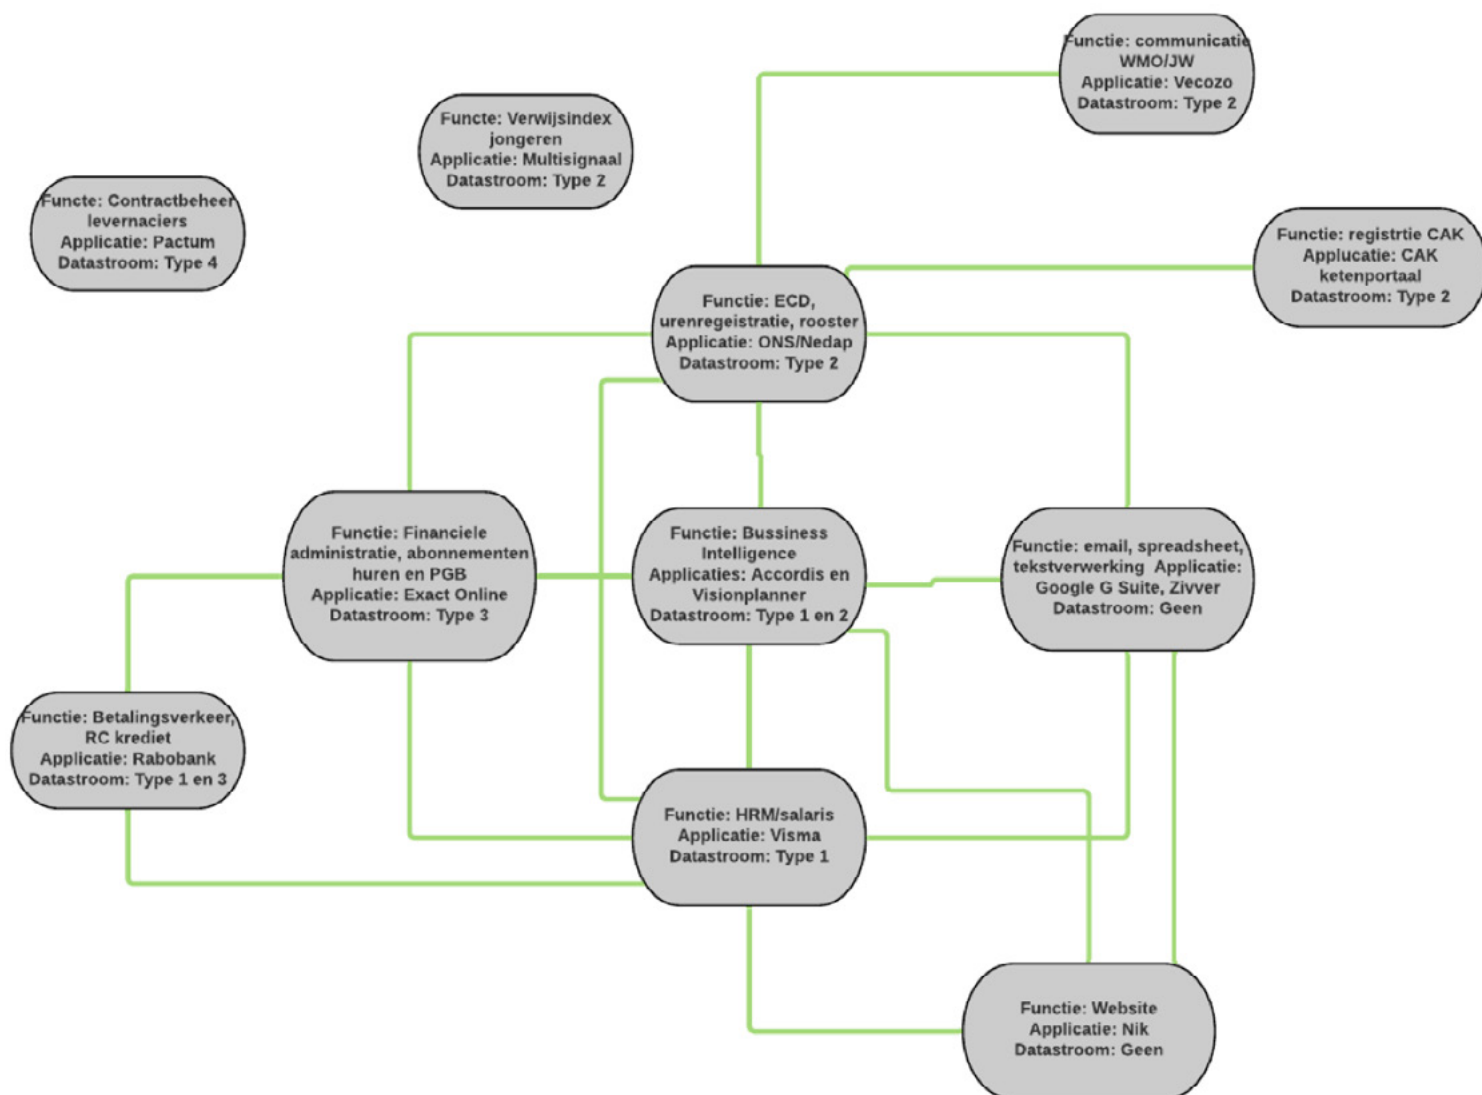 Functie: communicatie
WMO/JW
Applicatie: Vecozo
Datastroom: Type 2
Functe: Verwijsindex
jongeren
Applicatie: Multisignaal
Datastroom: Type 2
Functe: Contractbeheer
levernaciers
Applicatie: Pactum
Datastroom: Type 4
Functie: registrtie CAK
Applucatie: CAK
ketenportaal
Datastroom: Type 2
Functie: ECD,
urenregeistratie, rooster
Applicatie: ONS/Nedap
Datastroom: Type 2
Functie: Financiele
administratie, abonnementen
huren en PGB
Applicatie: Exact Online
Datastroom: Type 3
Functie: Bussiness
Intelligence
Applicaties: Accordis en
Visionplanner
Datastroom: Type 1 en 2
Functie: email, spreadsheet,
tekstverwerking Applicatie:
Google G Suite, Zivver
Datastroom: Geen
Functie: Betalingsverkeer,
RC krediet
Applicatie: Rabobank
Datastroom: Type 1 en 3
Functie: HRM/salaris
Applicatie: Visma
Datastroom: Type 1
Functie: Website
Applicatie: Nik
Datastroom: Geen